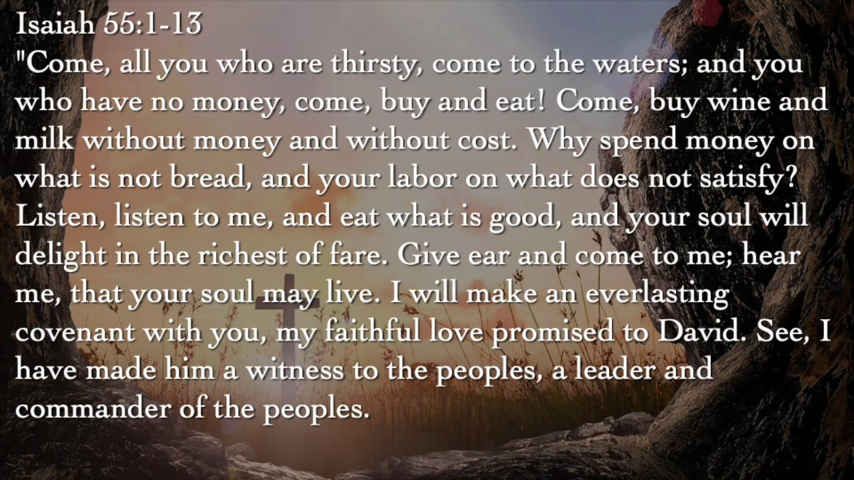 Isaiah 55:1-13
"Come, all you who are thirsty, come to the waters; and you
who have no money, come, buy and eat! Come, buy wine and
milk without money and without cost. Why spend money on
what is not bread, and your labor on what does not satisfy?
Listen, listen to me, and eat what is good, and your soul will
delight in the richest of fare. Give ear and come to me; hear
me, that your soul may live. I will make an everlasting
covenant with you, my faithful love promised to David. See, I
have made him a witness to the peoples, a leader and
commander of the peoples.